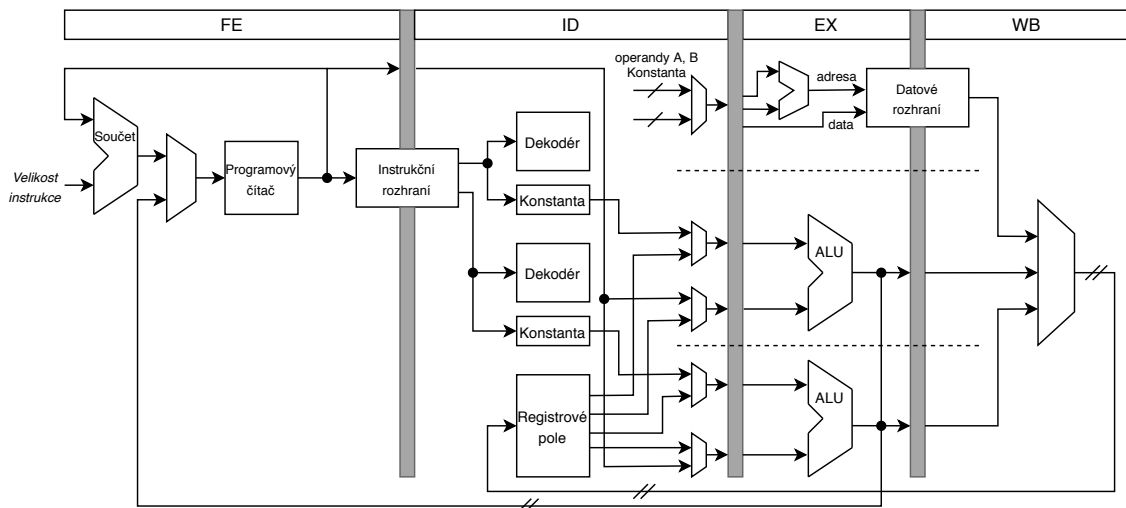 FE
ID
EX
WB
operandy A, B
Konstanta
adresa
data
Datové
rozhraní
Součet
Velikost
instrukce
Programový
čítač
Instrukční
rozhraní
Dekodér
Konstanta
Dekodér
Konstanta
Registrové
pole
ALU
ALU